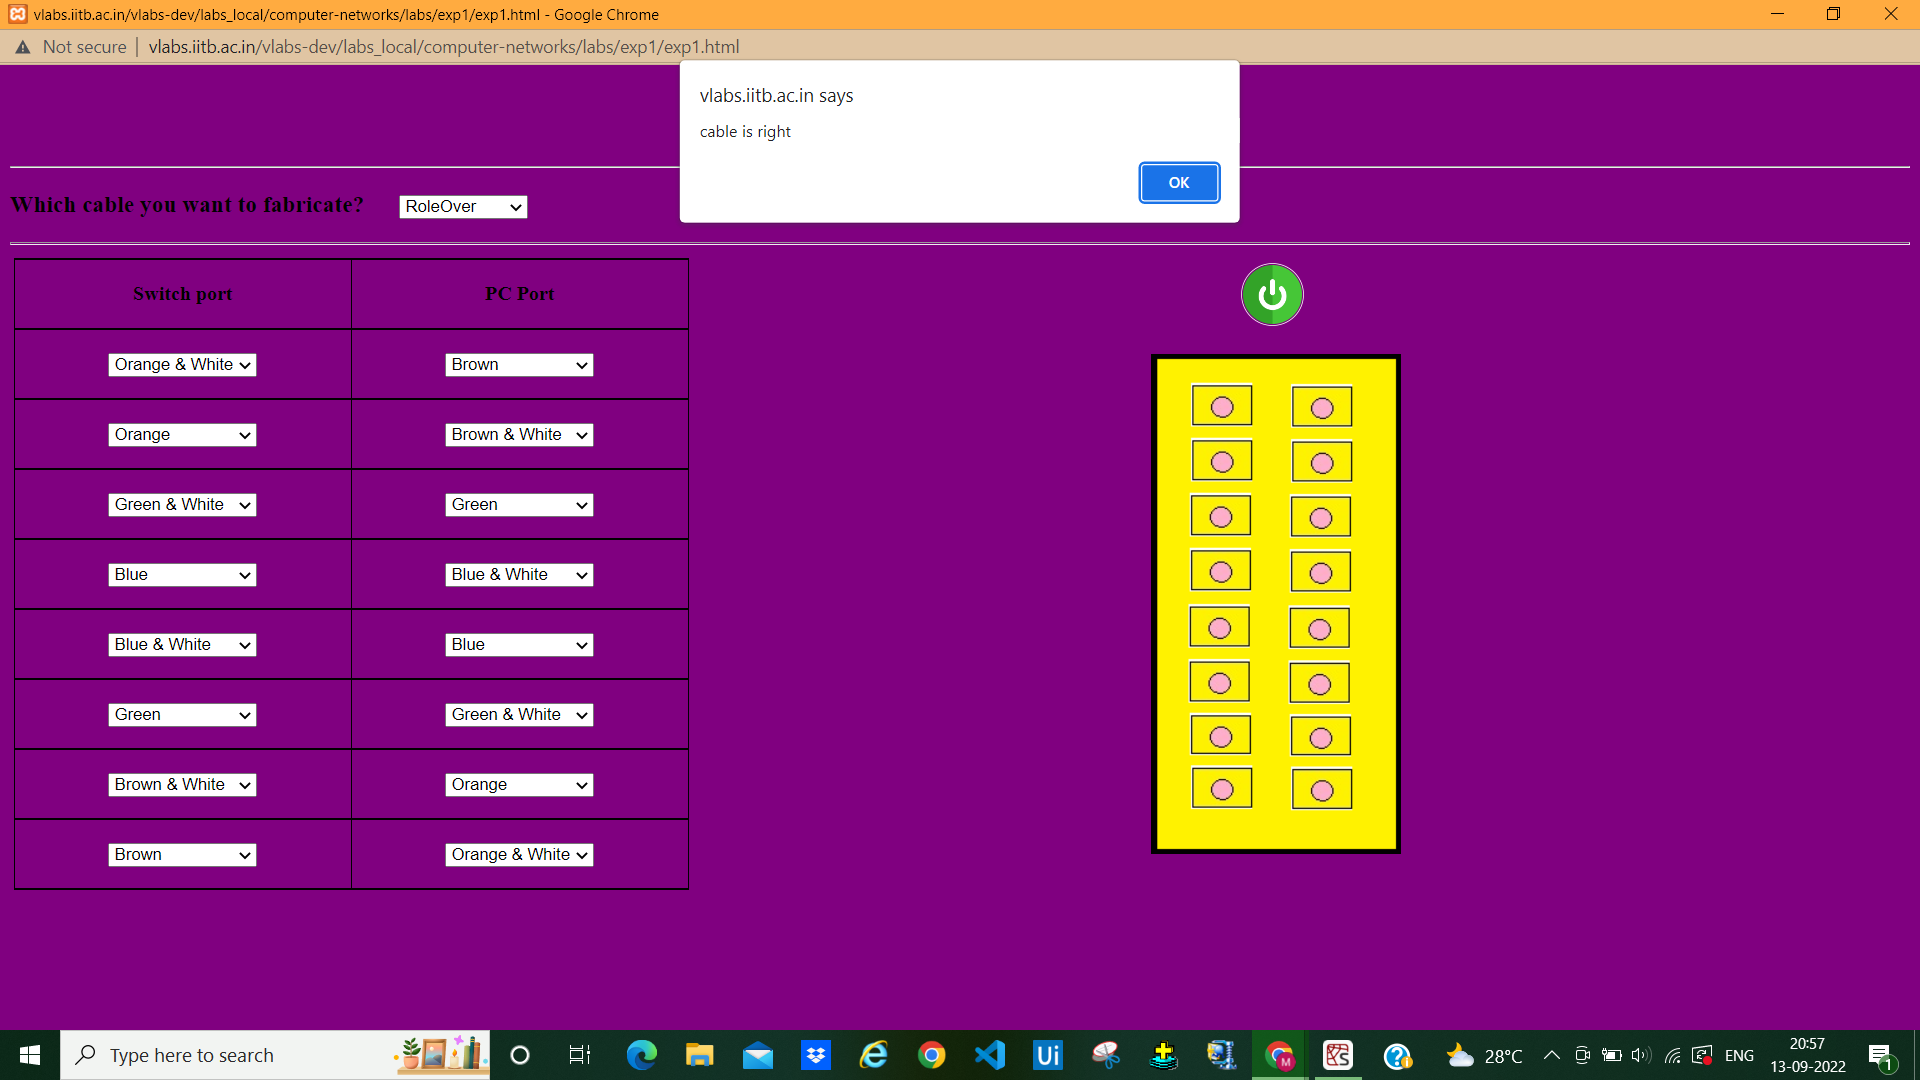 vlabs.iitb.ac.in/vlabs-dev/labs_local/computer-networks/labs/exp1/exp1.html - Google Chrome
Not secure | vlabs.iitb.ac.in/vlabs-dev/labs_local/computer-networks/labs/exp1/exp1.html
vlabs.iitb.ac.in says
cable is right
OK
Which cable you want to fabricate? RoleOver
Switch port PC Port
Orange & White Brown
Orange Brown & White
Green & White Green
Blue Blue & White
Blue & White Blue
Green Green & White
Brown & White Orange
Brown Orange & White
Type here to search
Ui
M
28°C
ENG
20:57
13-09-2022
1